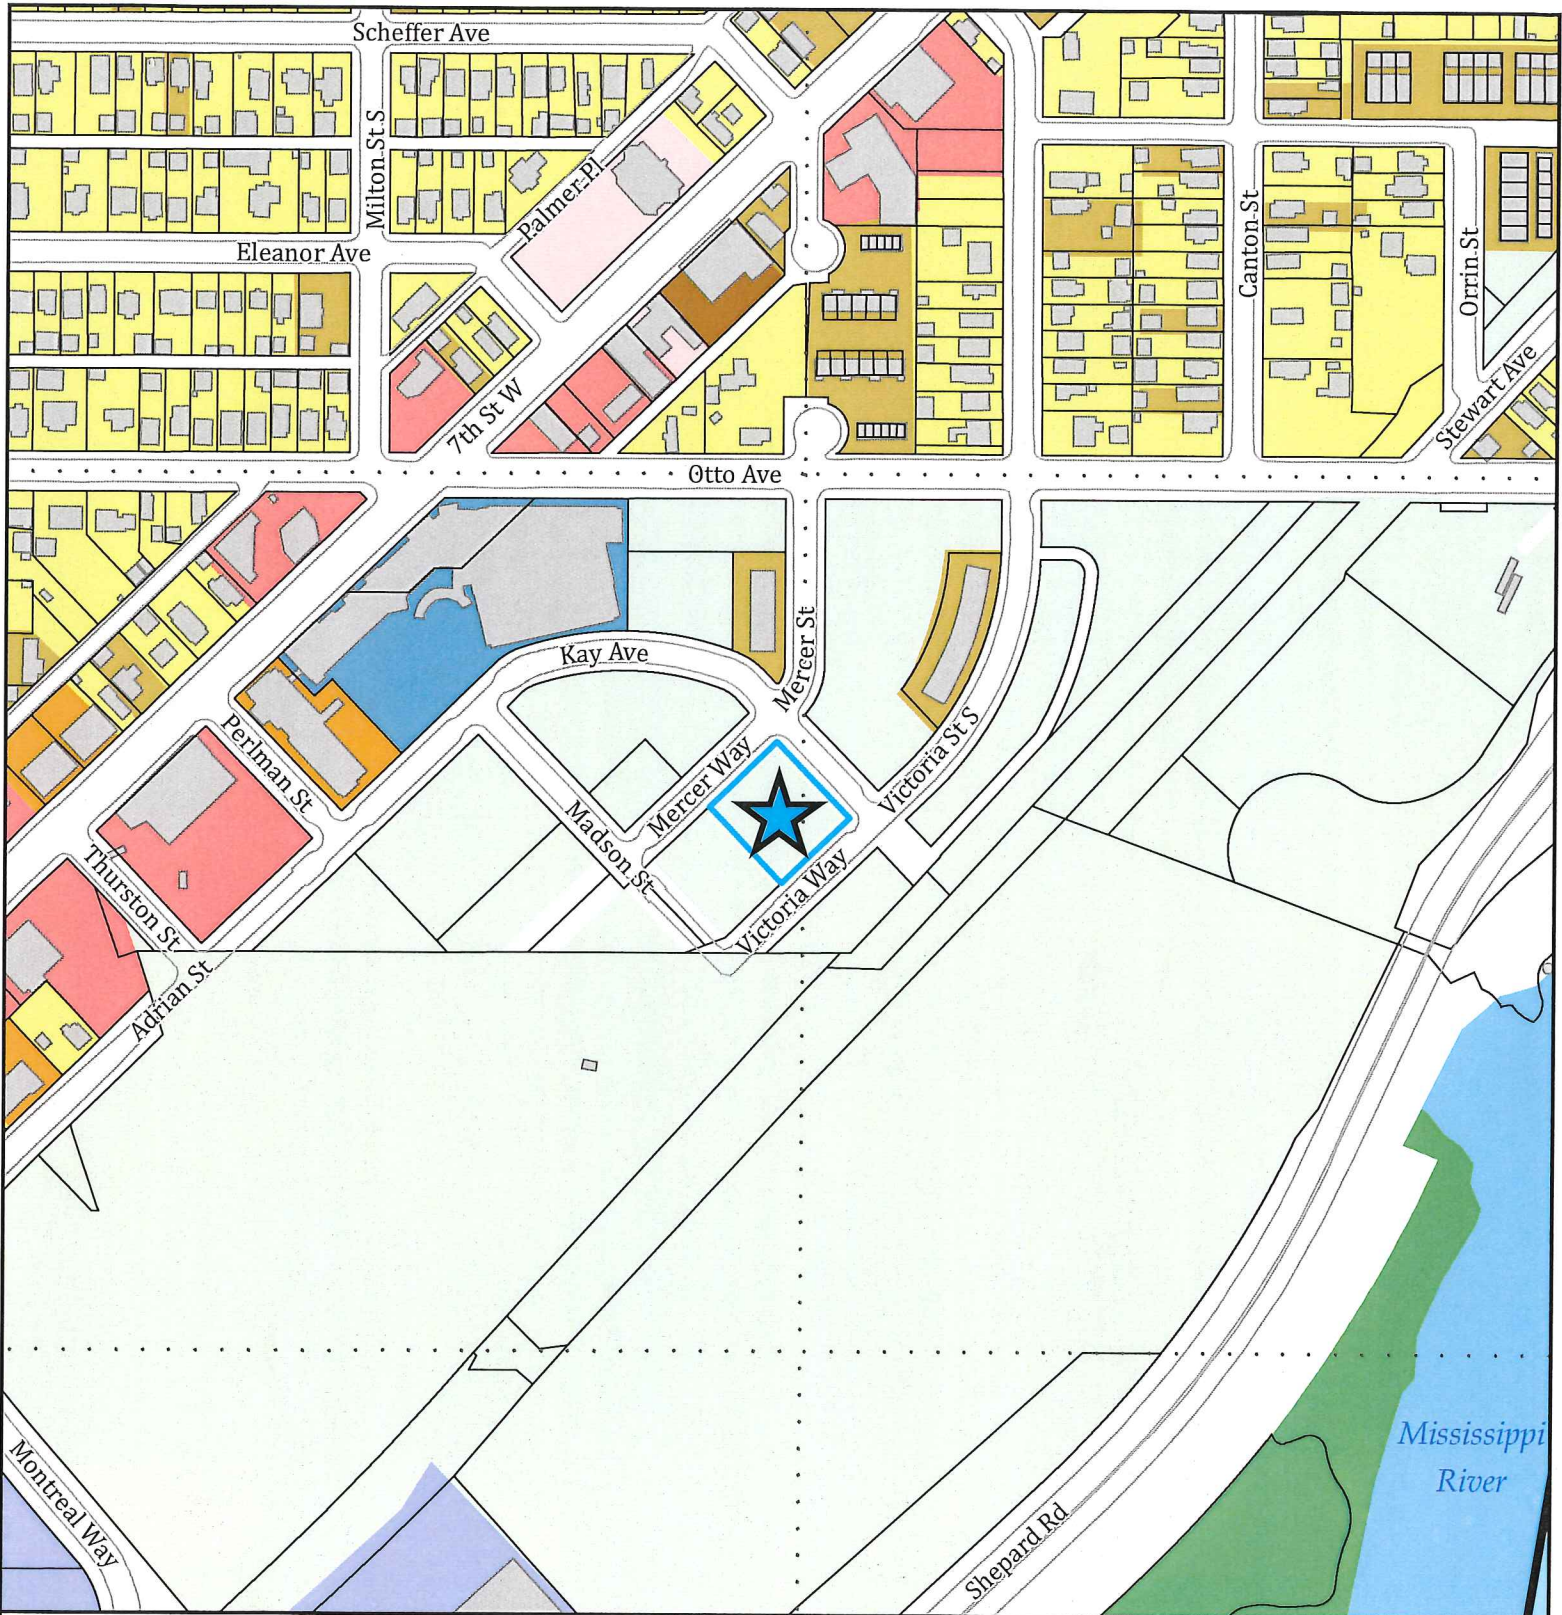 Scheffer Ave
Milton St S
Palmer Pl
Eleanor Ave
Canton St
Orrin St
Stewart Ave
7th St W
Otto Ave
Mercer St
Kay Ave
Perlman St
Mercer Way
Victoria St S
Madson St
Thurston St
Victoria Way
Adrian St
Mississippi
River
Montreal Way
Shepard Rd